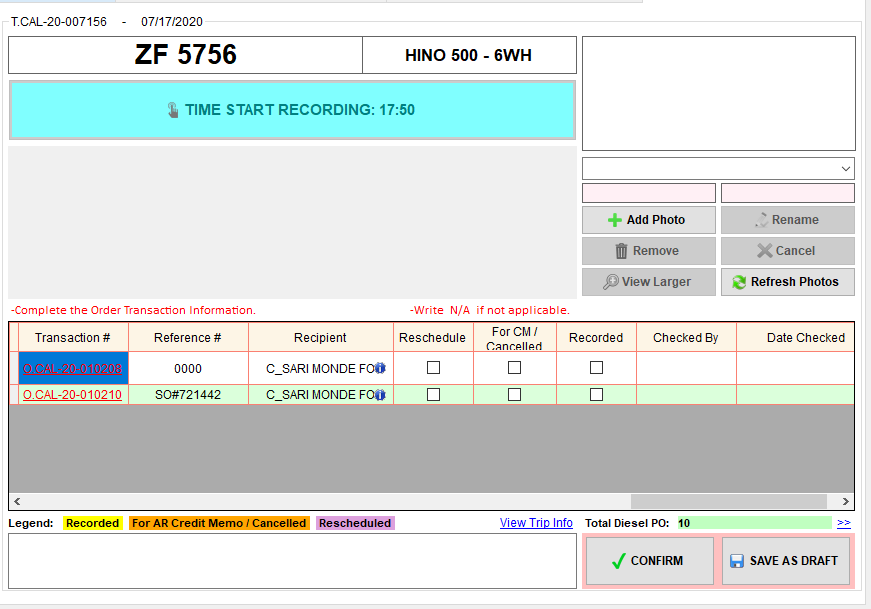 T.CAL-20-007156 - 07/17/2020
ZF 5756
HINO 500 - 6WH
TIME START RECORDING: 17:50
Add Photo
Rename
Remove
Cancel
View Larger
Refresh Photos
-Complete the Order Transaction Information.
-Write N/A if not applicable.
Transaction # Reference # Recipient Reschedule For CM / Cancelled Recorded Checked By Date Checked
O.CAL-20-010208 0000 C_SARI MONDE FO
O.CAL-20-010210 SO#721442 C_SARI MONDE FO
Legend: Recorded For AR Credit Memo / Cancelled Rescheduled View Trip Info Total Diesel PO: 10 >>
CONFIRM
SAVE AS DRAFT